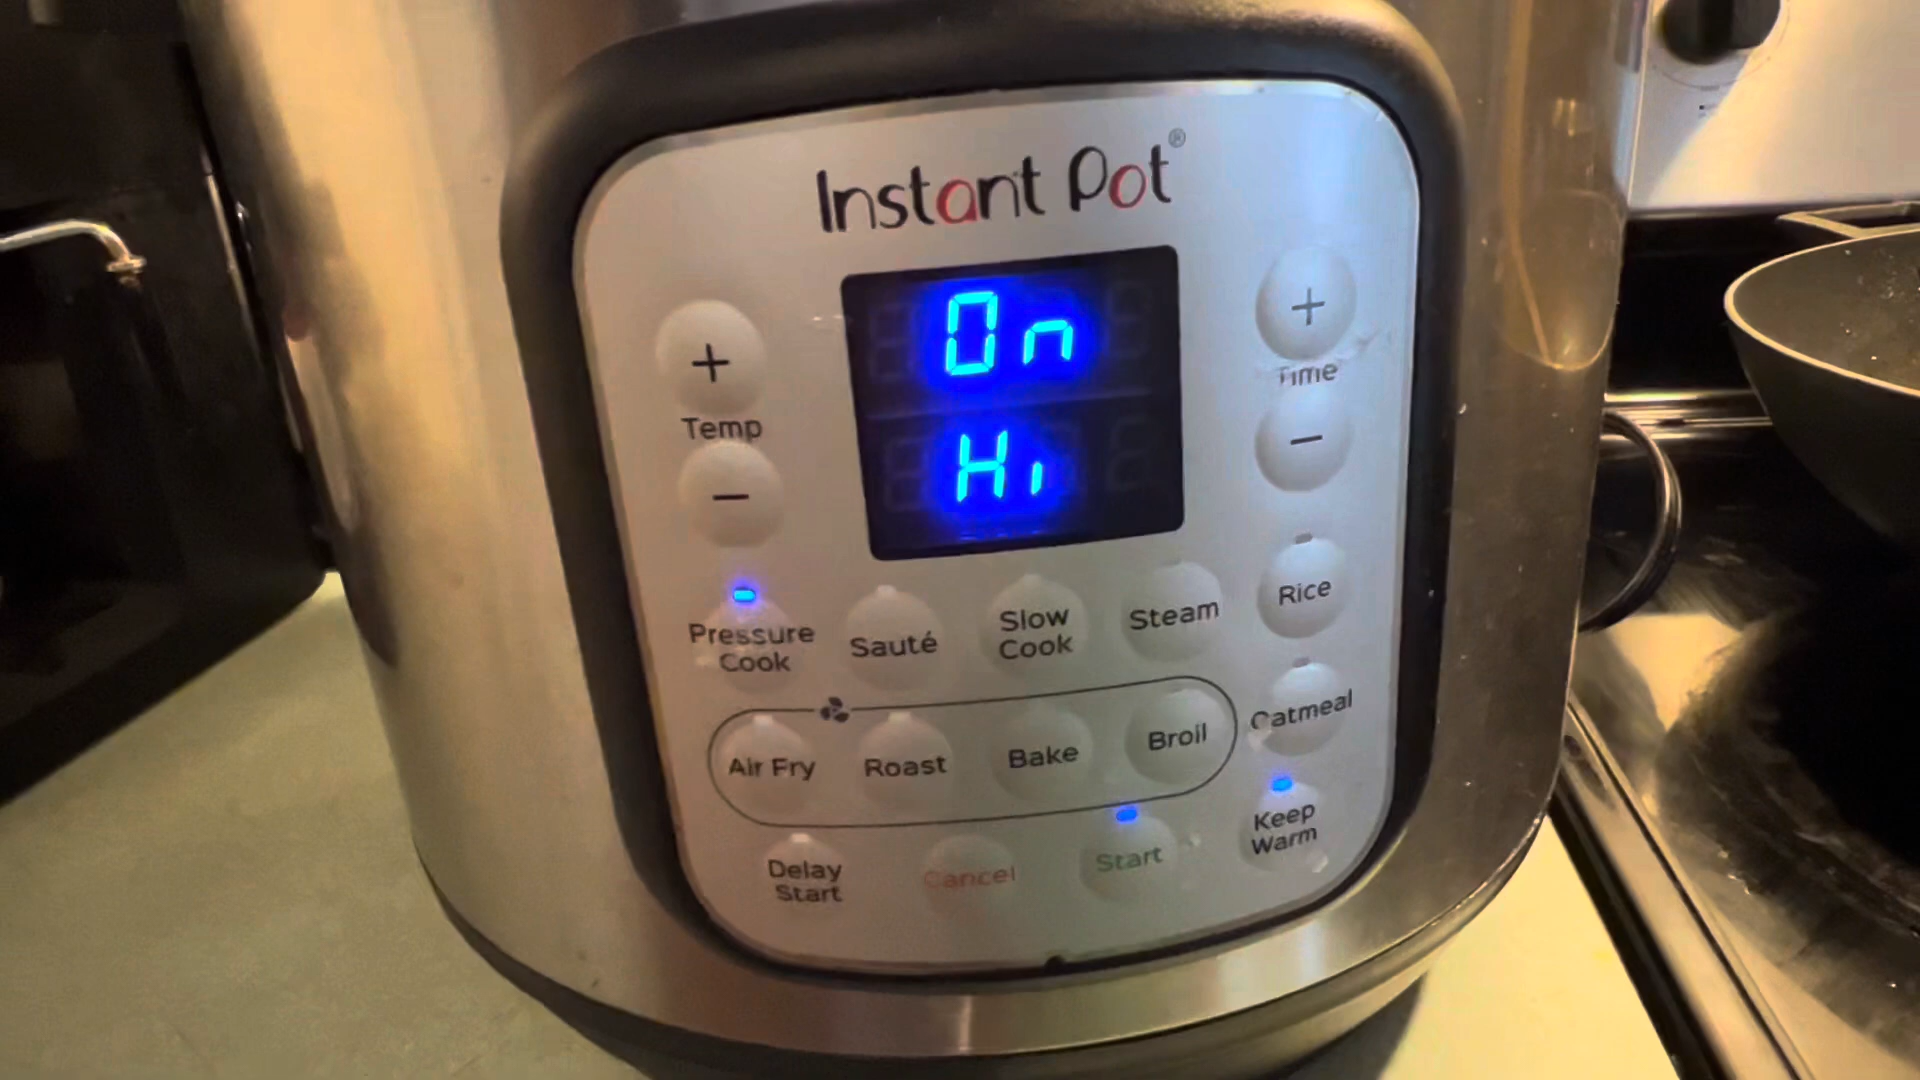 Instant Pot®
On
Hi
+
Temp
−
+
Time
−
Pressure
Cook
Sauté
Slow
Cook
Steam
Rice
Air Fry
Roast
Bake
Broil
Oatmeal
Delay
Start
Cancel
Start
Keep
Warm